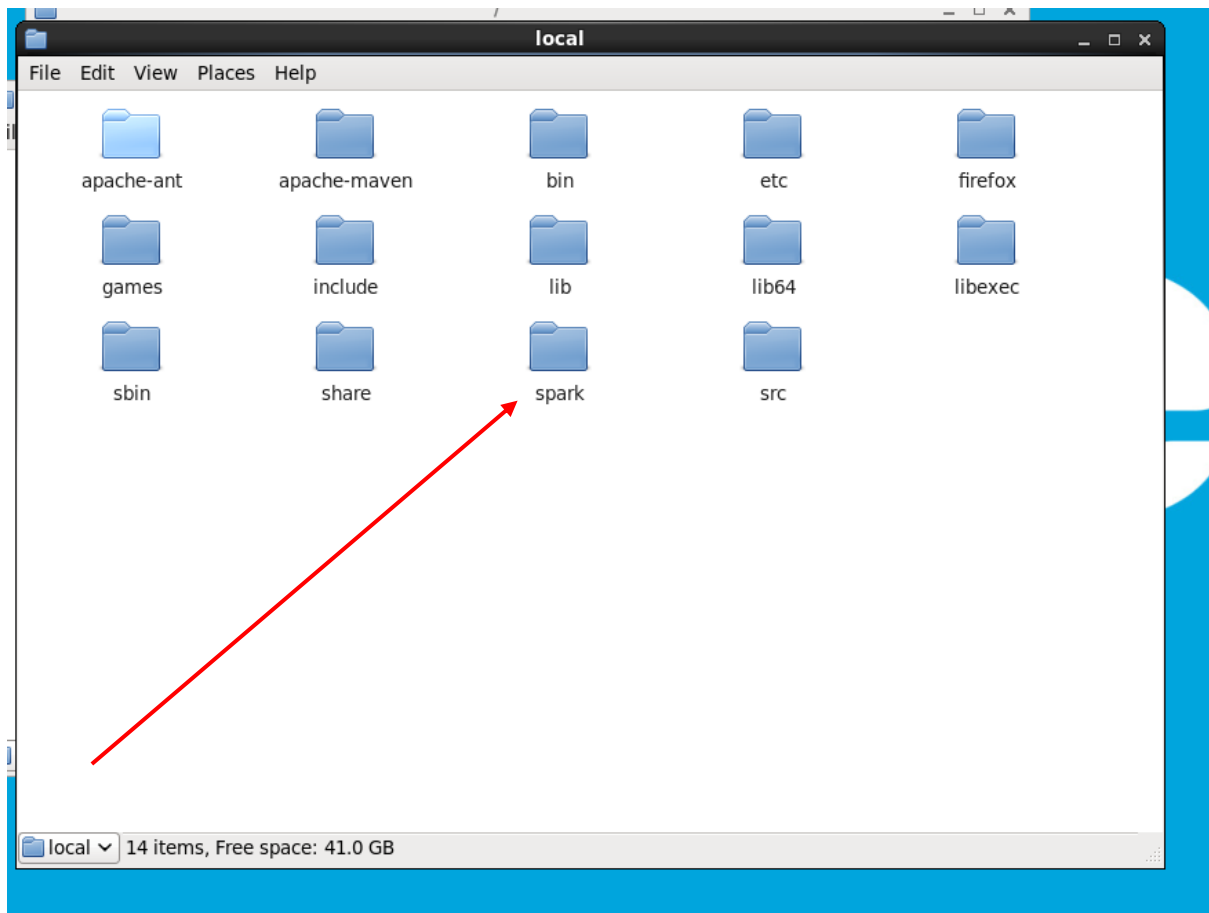 /
local
File Edit View Places Help
apache-ant apache-maven bin etc firefox
games include lib lib64 libexec
sbin share spark src
local 14 items, Free space: 41.0 GB